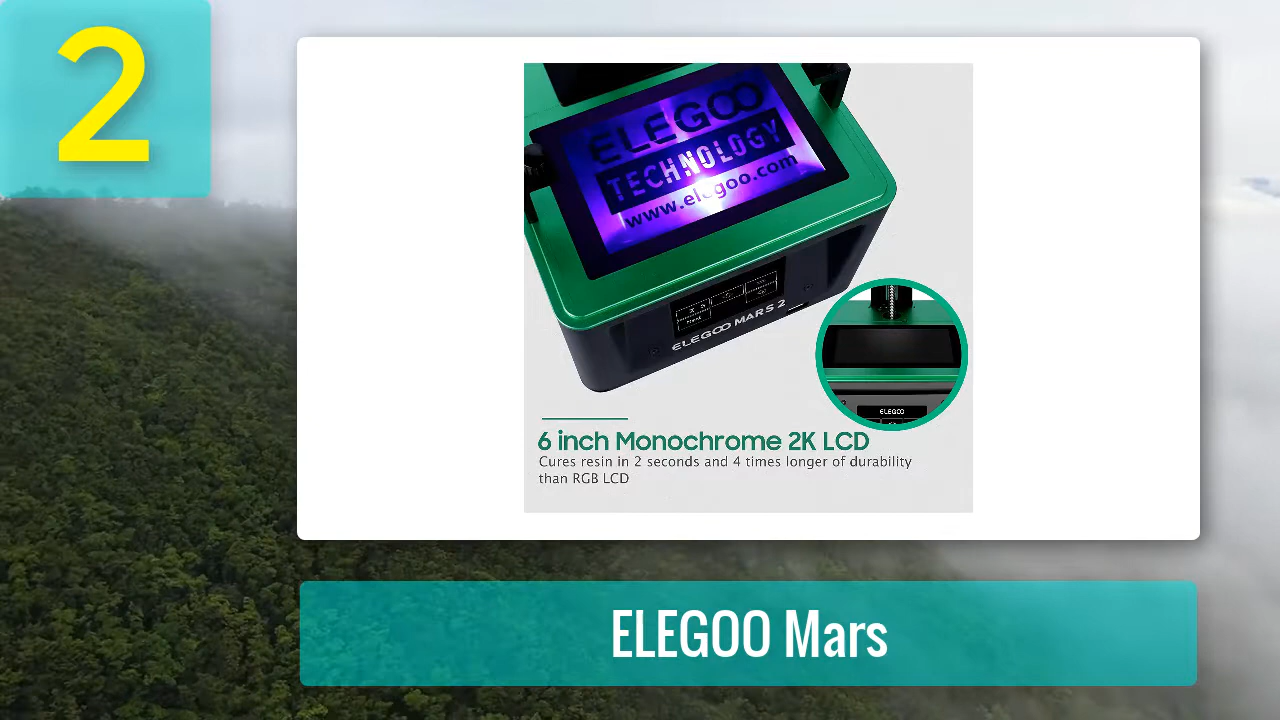 2
ELEGOO
TECHNOLOGY
www.elegoo.com
ELEGOO MARS 2
ELEGOO
6 inch Monochrome 2K LCD
Cures resin in 2 seconds and 4 times longer of durability
than RGB LCD
ELEGOO Mars